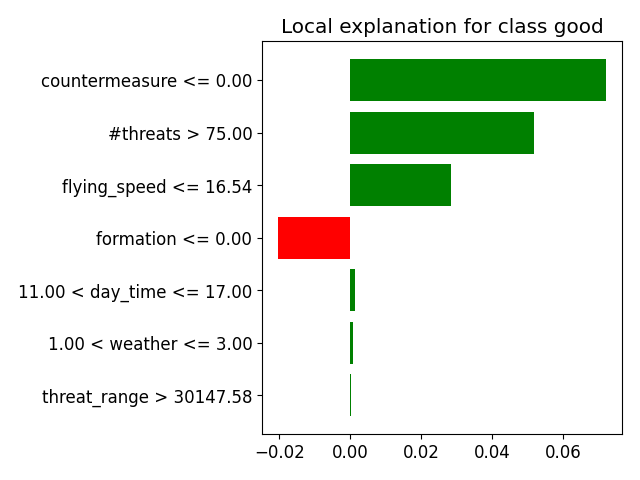 Local explanation for class good
countermeasure <= 0.00
#threats > 75.00
flying_speed <= 16.54
formation <= 0.00
11.00 < day_time <= 17.00
1.00 < weather <= 3.00
threat_range > 30147.58
−0.02 0.00 0.02 0.04 0.06